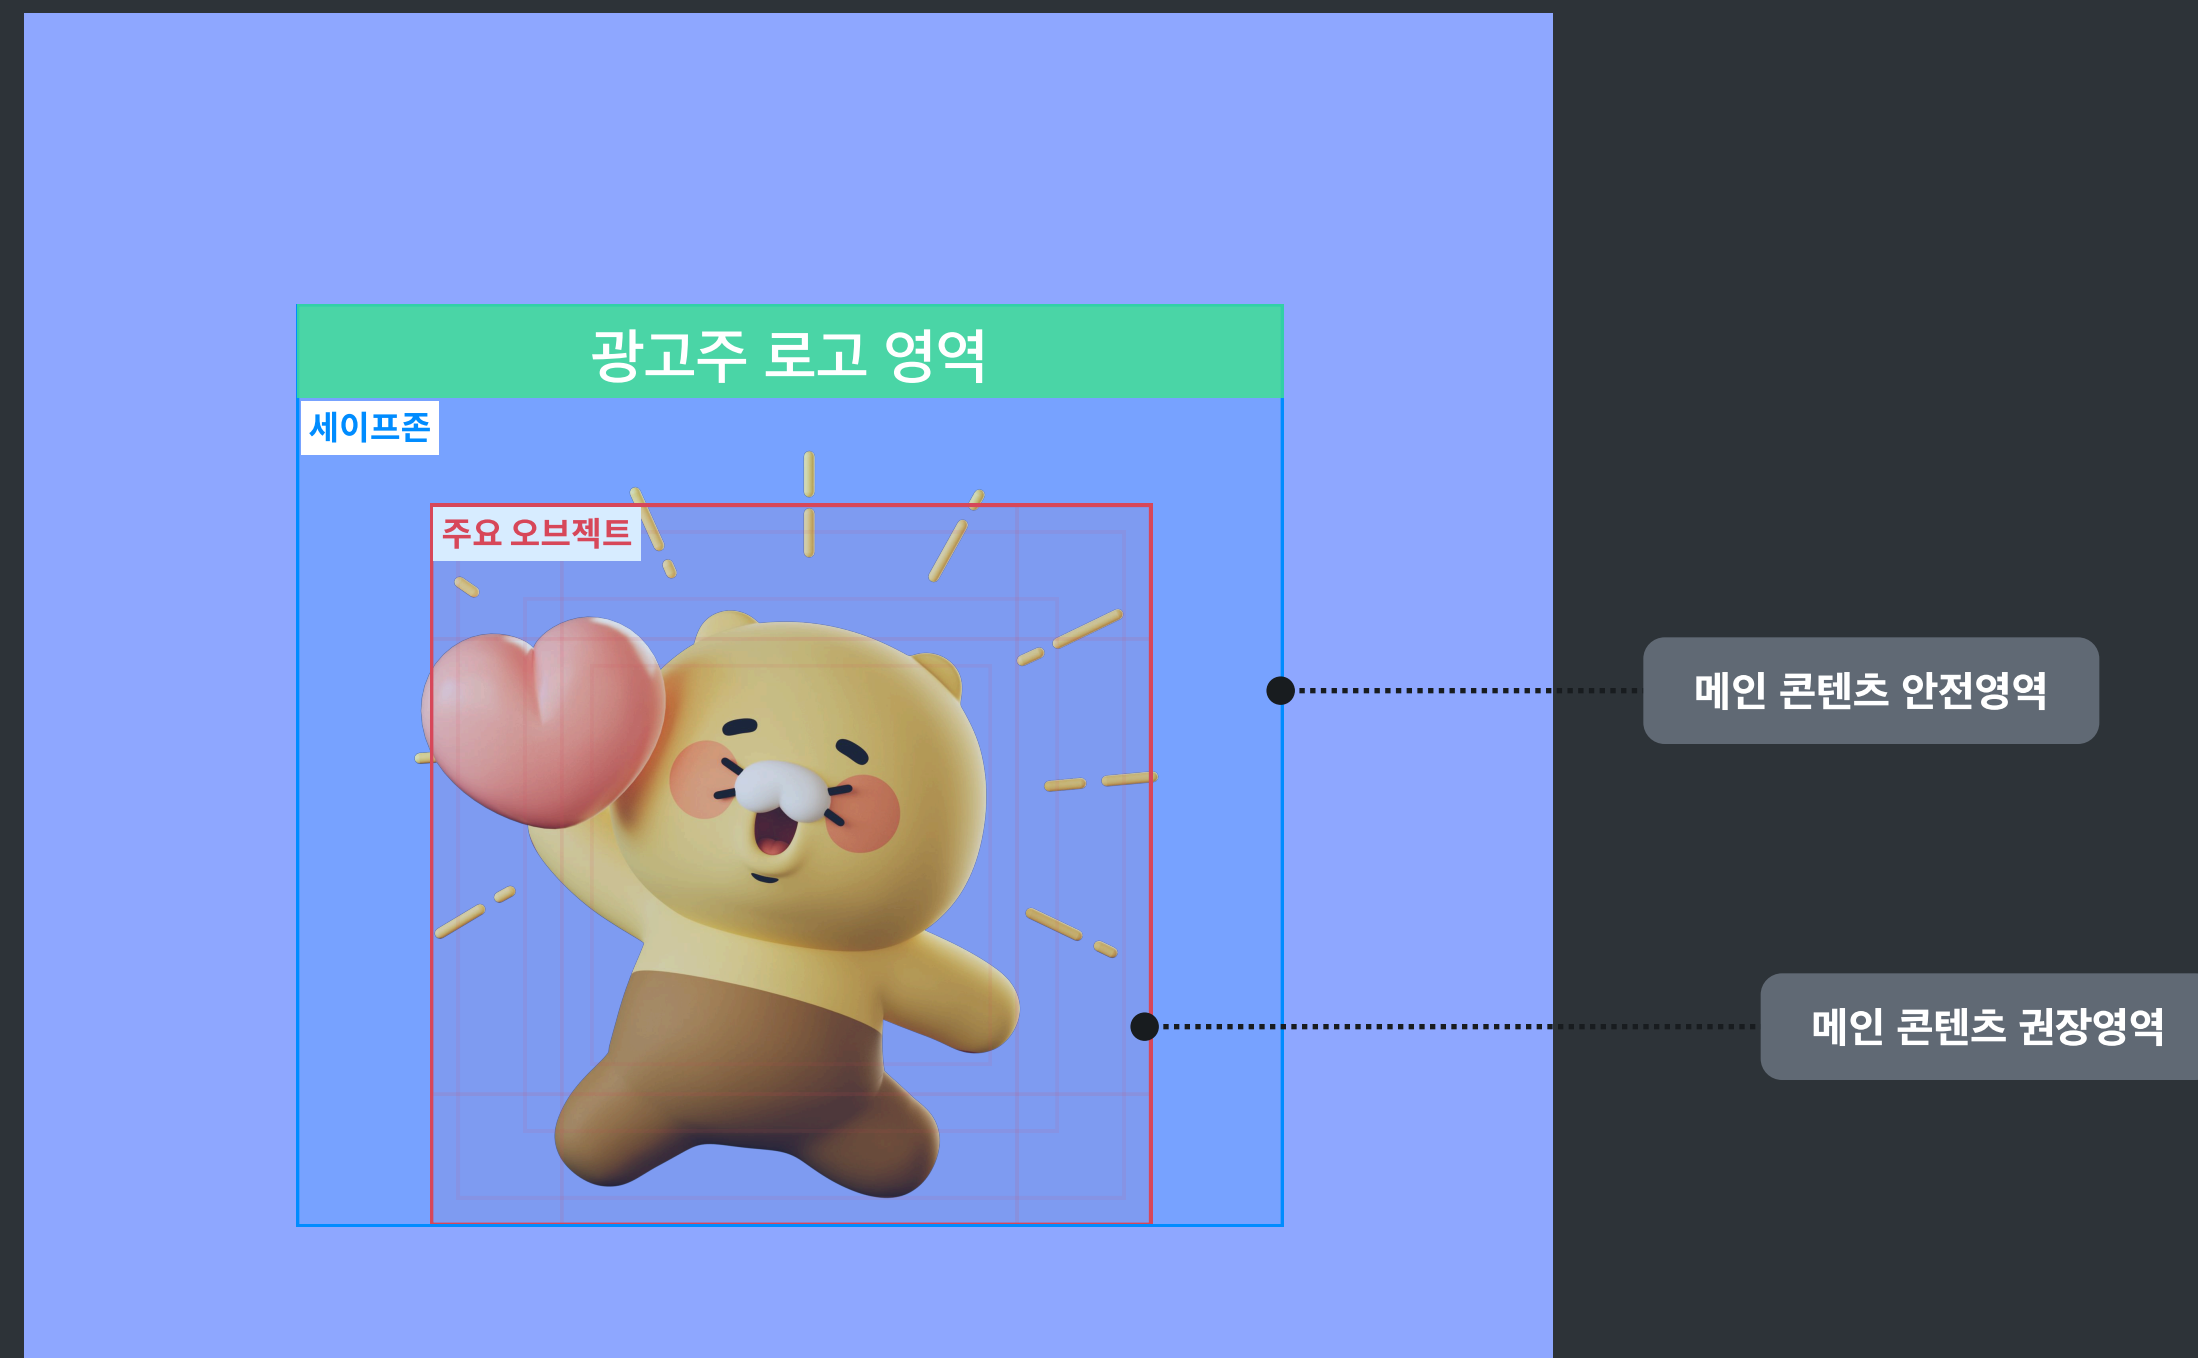 광고주 로고 영역
세이프존
주요 오브젝트
메인 콘텐츠 안전영역
메인 콘텐츠 권장영역